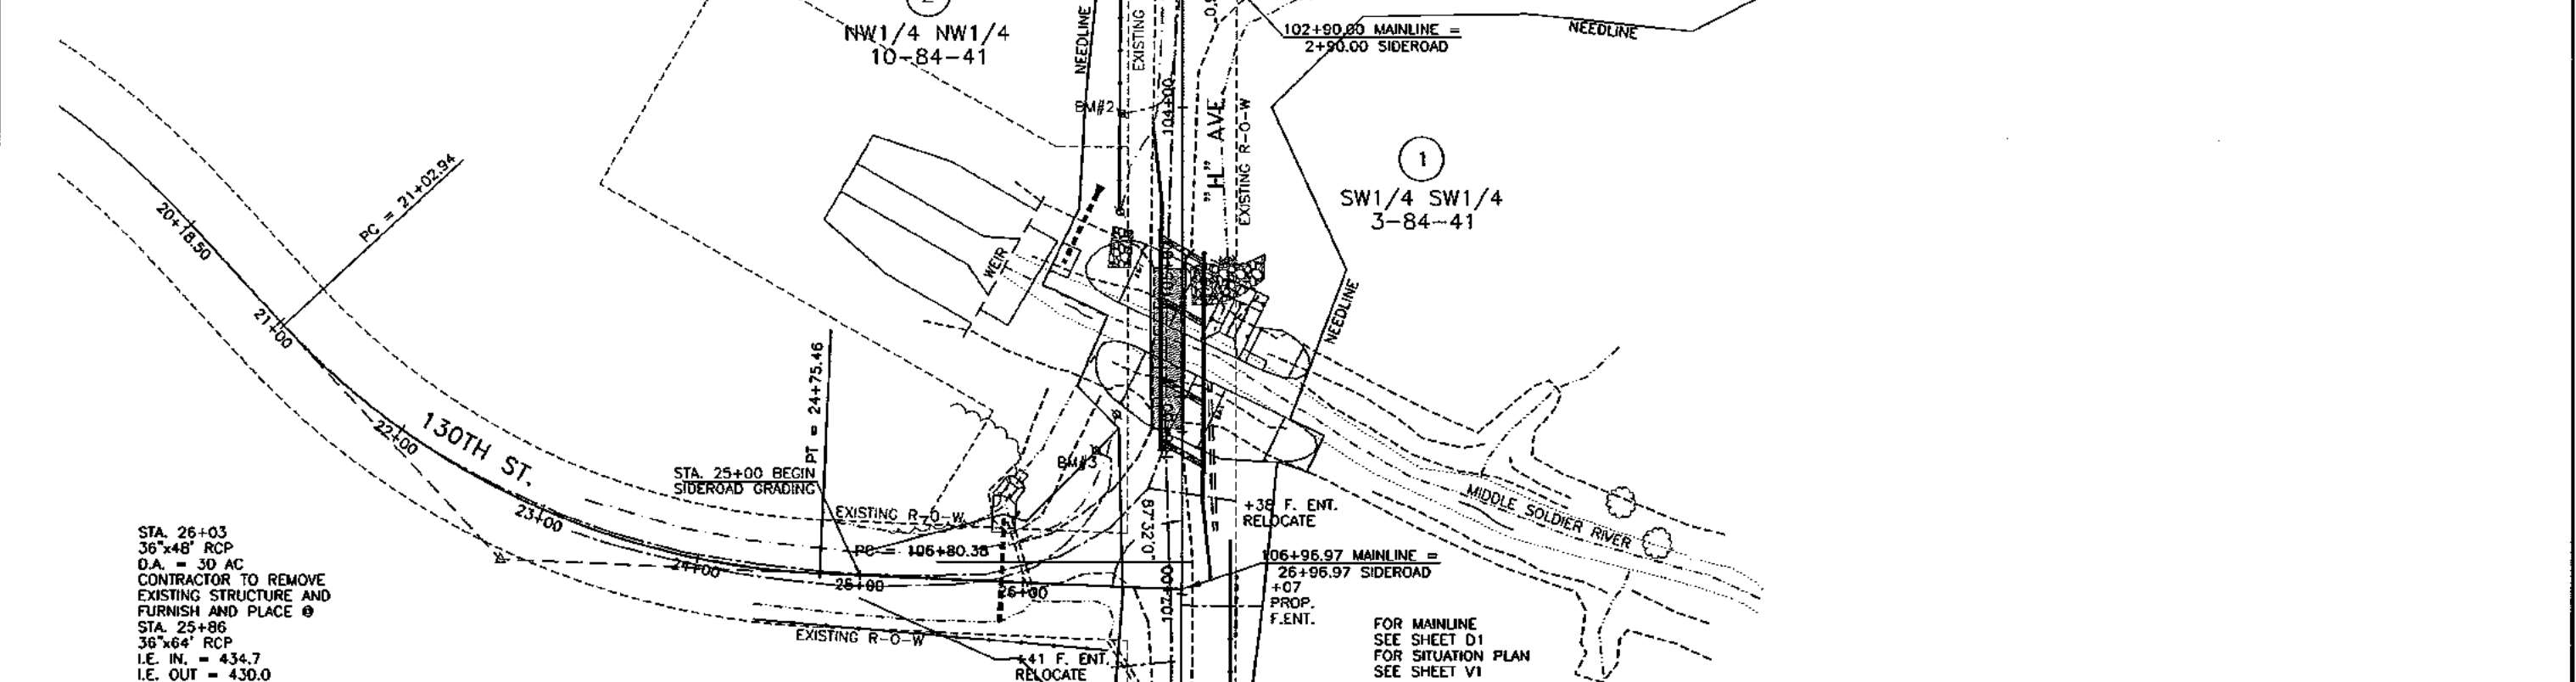 NW1/4 NW1/4
10-84-41
NEEDLINE
EXISTING
102+90.00 MAINLINE =
2+90.00 SIDEROAD
NEEDLINE
BM#2
104+00
"H" AVE
EXISTING R-O-W
1
SW1/4 SW1/4
3-84-41
PC = 21+02.94
20+18.50
21+00
WEIR
NEEDLINE
PT = 24+75.46
130TH ST.
22+00
23+00
24+00
25+00
26+00
STA. 25+00 BEGIN
SIDEROAD GRADING
BM#3
EXISTING R-O-W
PC = 106+80.38
87°32'0"
107+00
+38 F. ENT.
RELOCATE
MIDDLE SOLDIER RIVER
106+96.97 MAINLINE =
26+96.97 SIDEROAD
+07
PROP.
F.ENT.
EXISTING R-O-W
+41 F. ENT.
RELOCATE
STA. 26+03
36"x48' RCP
D.A. = 30 AC
CONTRACTOR TO REMOVE
EXISTING STRUCTURE AND
FURNISH AND PLACE @
STA. 25+86
36"x64' RCP
I.E. IN. = 434.7
I.E. OUT = 430.0
FOR MAINLINE
SEE SHEET D1
FOR SITUATION PLAN
SEE SHEET V1